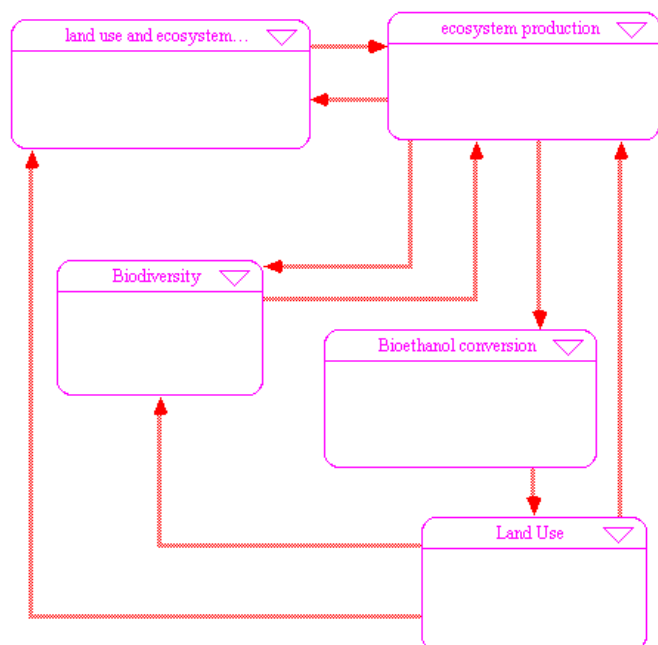 land use and ecosystem...
ecosystem production
Biodiversity
Bioethanol conversion
Land Use